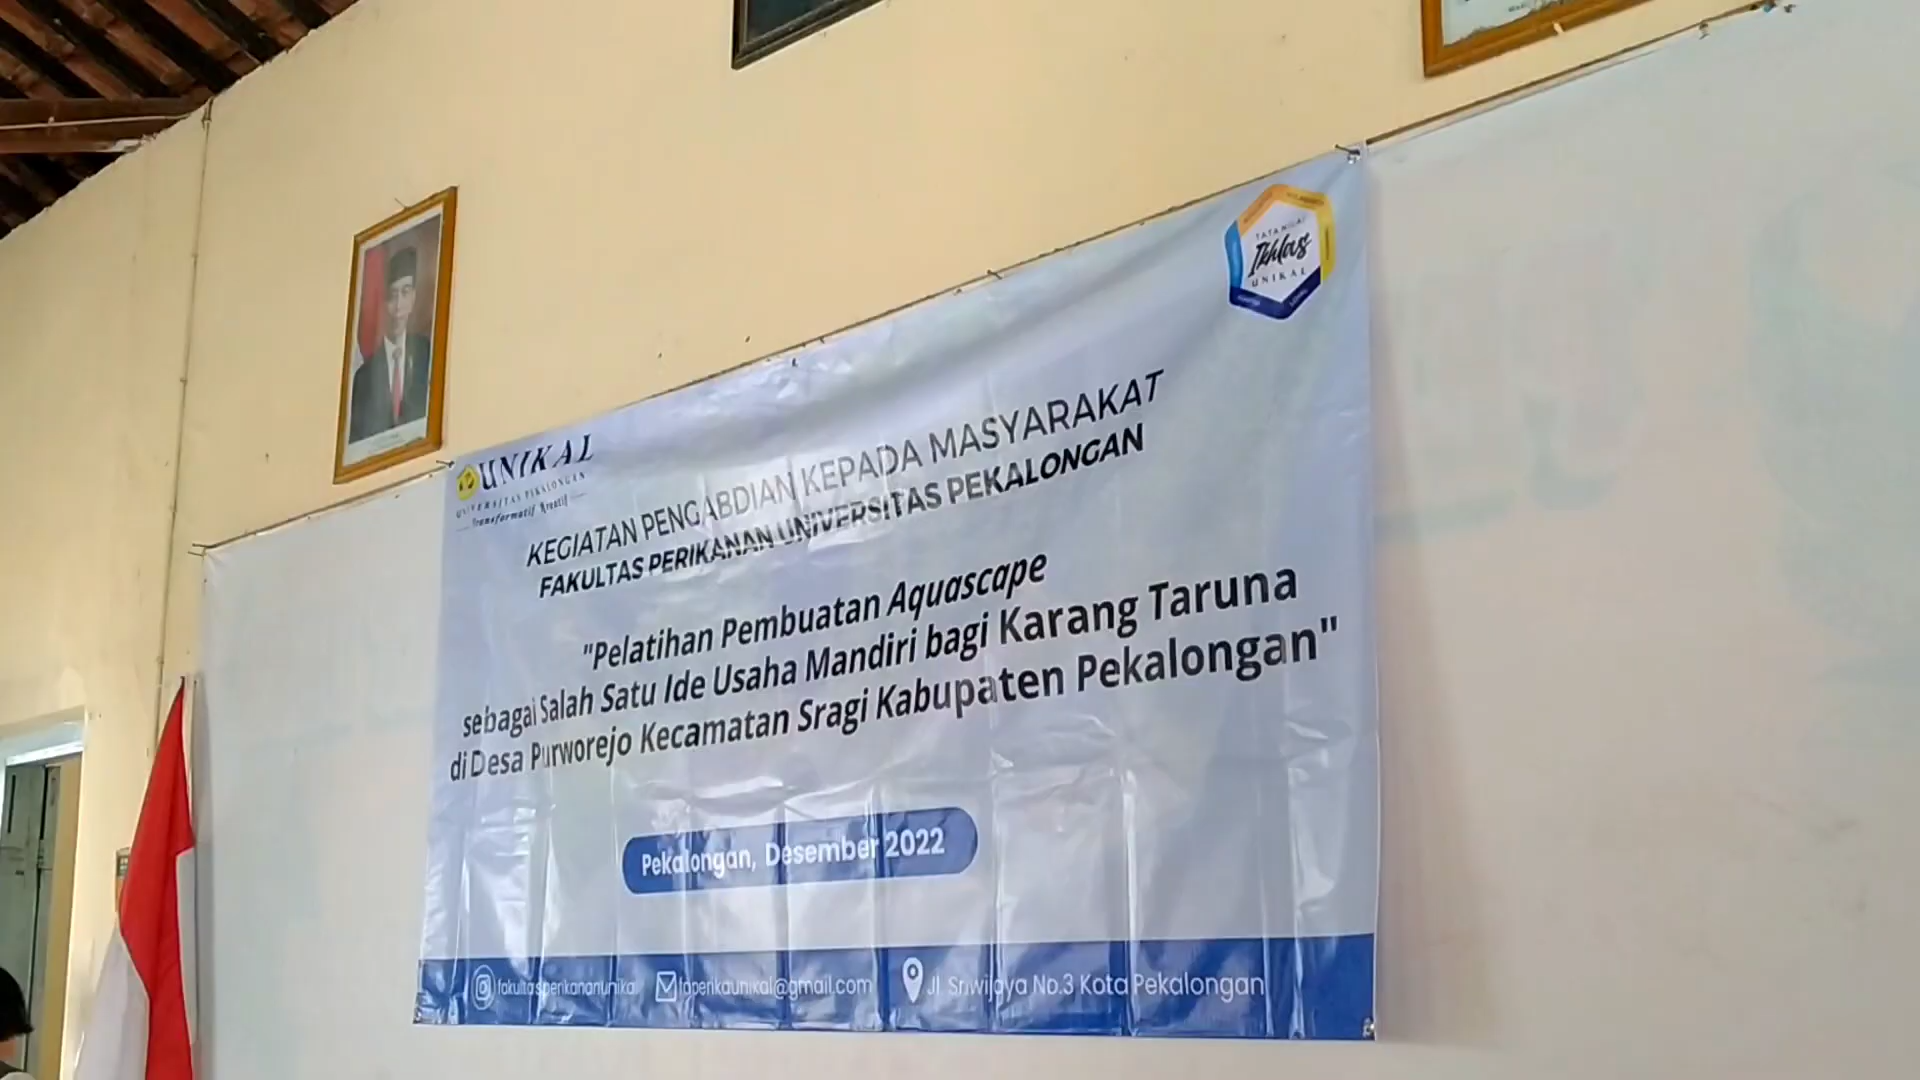 UNIKAL
UNIVERSITAS PEKALONGAN
Transformatif Kreatif
TATA NILAI
Ikhlas
UNIKAL
KEGIATAN PENGABDIAN KEPADA MASYARAKAT
FAKULTAS PERIKANAN UNIVERSITAS PEKALONGAN
"Pelatihan Pembuatan Aquascape
sebagai Salah Satu Ide Usaha Mandiri bagi Karang Taruna
di Desa Purworejo Kecamatan Sragi Kabupaten Pekalongan"
Pekalongan, Desember 2022
fakultasperikananunikal
faperikaunikal@gmail.com
Jl. Sriwijaya No.3 Kota Pekalongan